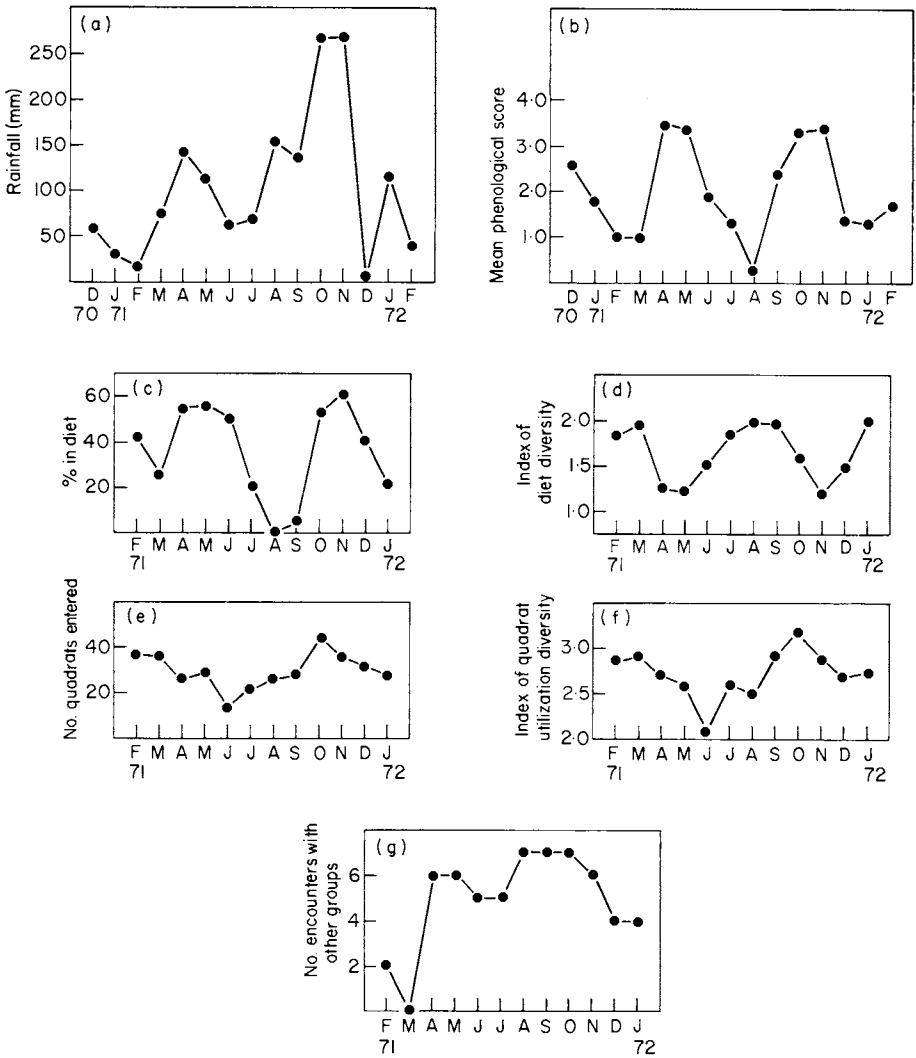 (a)
Rainfall (mm)
250
200
150
100
50
D J F M A M J J A S O N D J F
70 71 72
(b)
Mean phenological score
4·0
3·0
2·0
1·0
D J F M A M J J A S O N D J F
70 71 72
(c)
% in diet
60
40
20
F M A M J J A S O N D J
71 72
(d)
Index of
diet diversity
2·0
1·5
1·0
F M A M J J A S O N D J
71 72
(e)
No. quadrats entered
40
20
F M A M J J A S O N D J
71 72
(f)
Index of quadrat
utilization diversity
3·0
2·5
2·0
F M A M J J A S O N D J
71 72
(g)
No. encounters with
other groups
6
4
2
F M A M J J A S O N D J
71 72